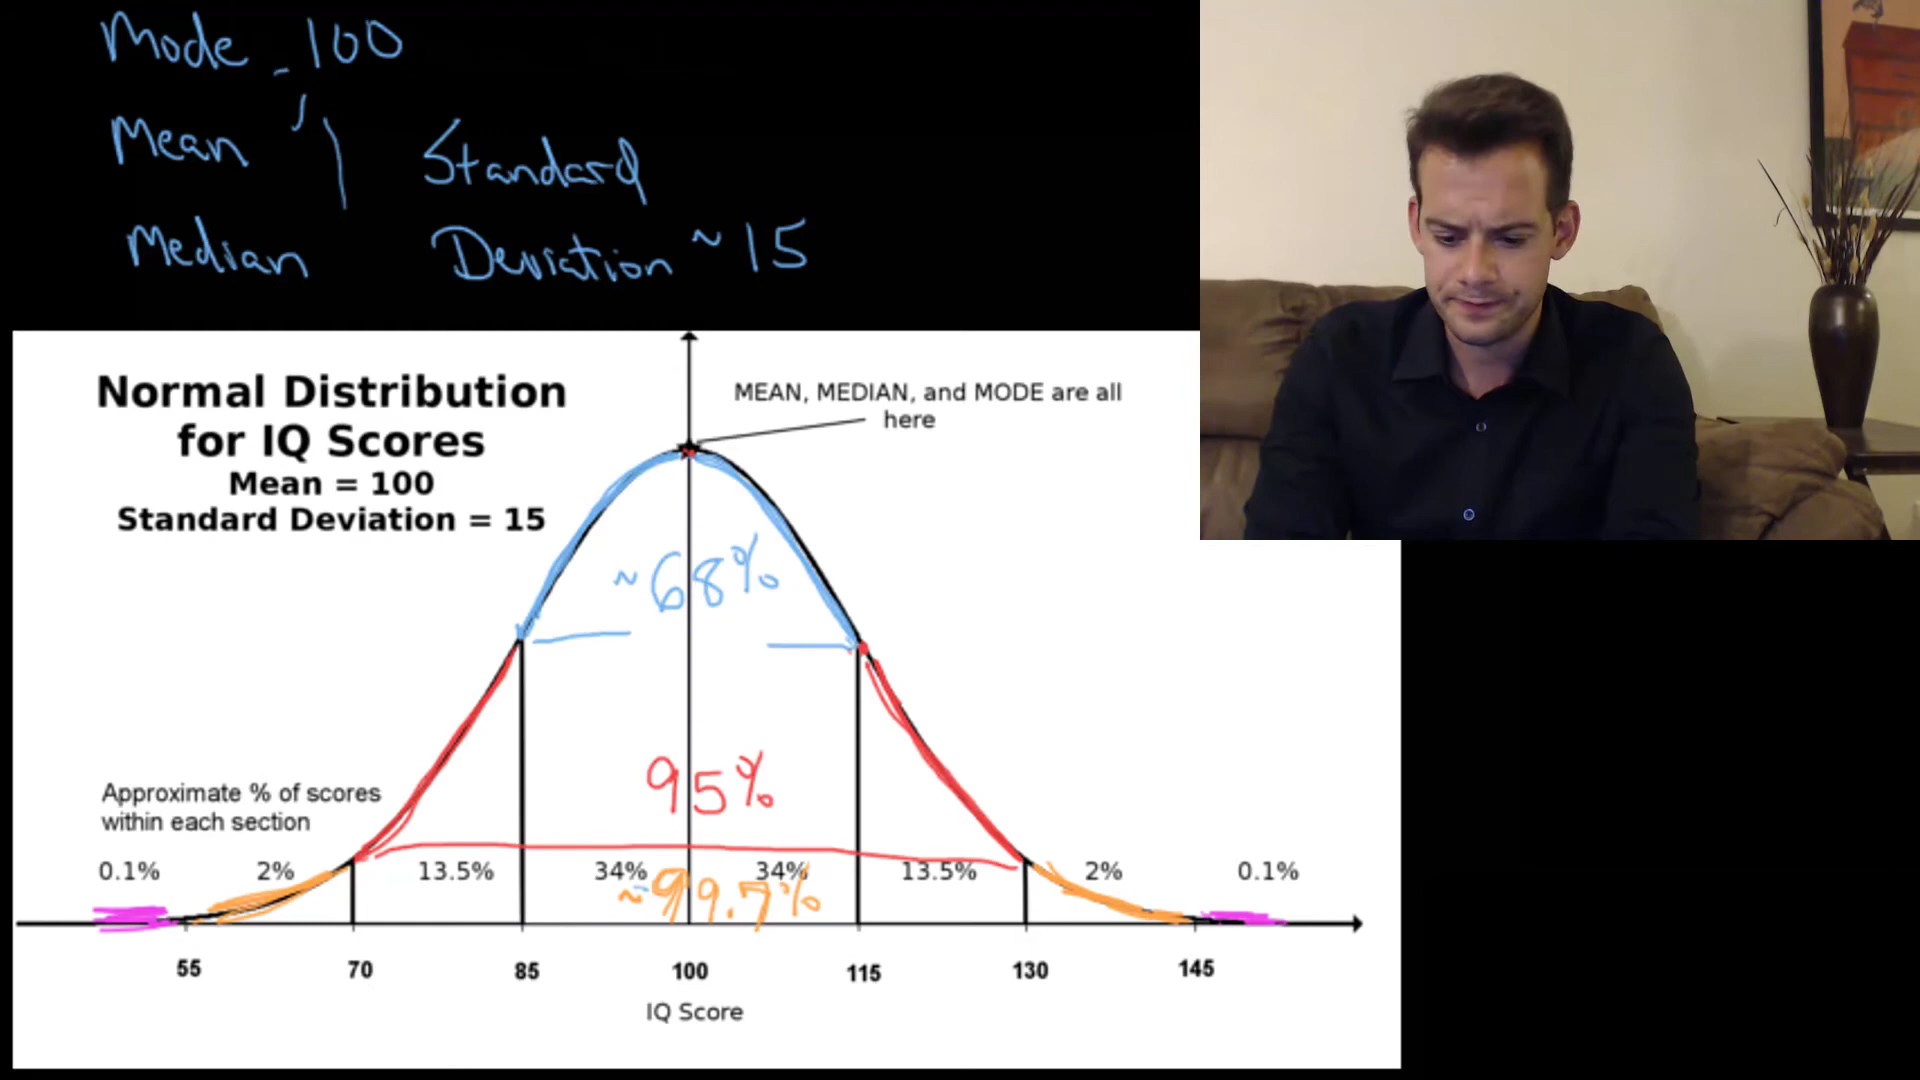 Mode - 100
Mean
Median
Standard
Deviation ~ 15
Normal Distribution
for IQ Scores
Mean = 100
Standard Deviation = 15
MEAN, MEDIAN, and MODE are all
here
~68%
95%
Approximate % of scores
within each section
0.1% 2% 13.5% 34% 34% 13.5% 2% 0.1%
~99.7%
55 70 85 100 115 130 145
IQ Score